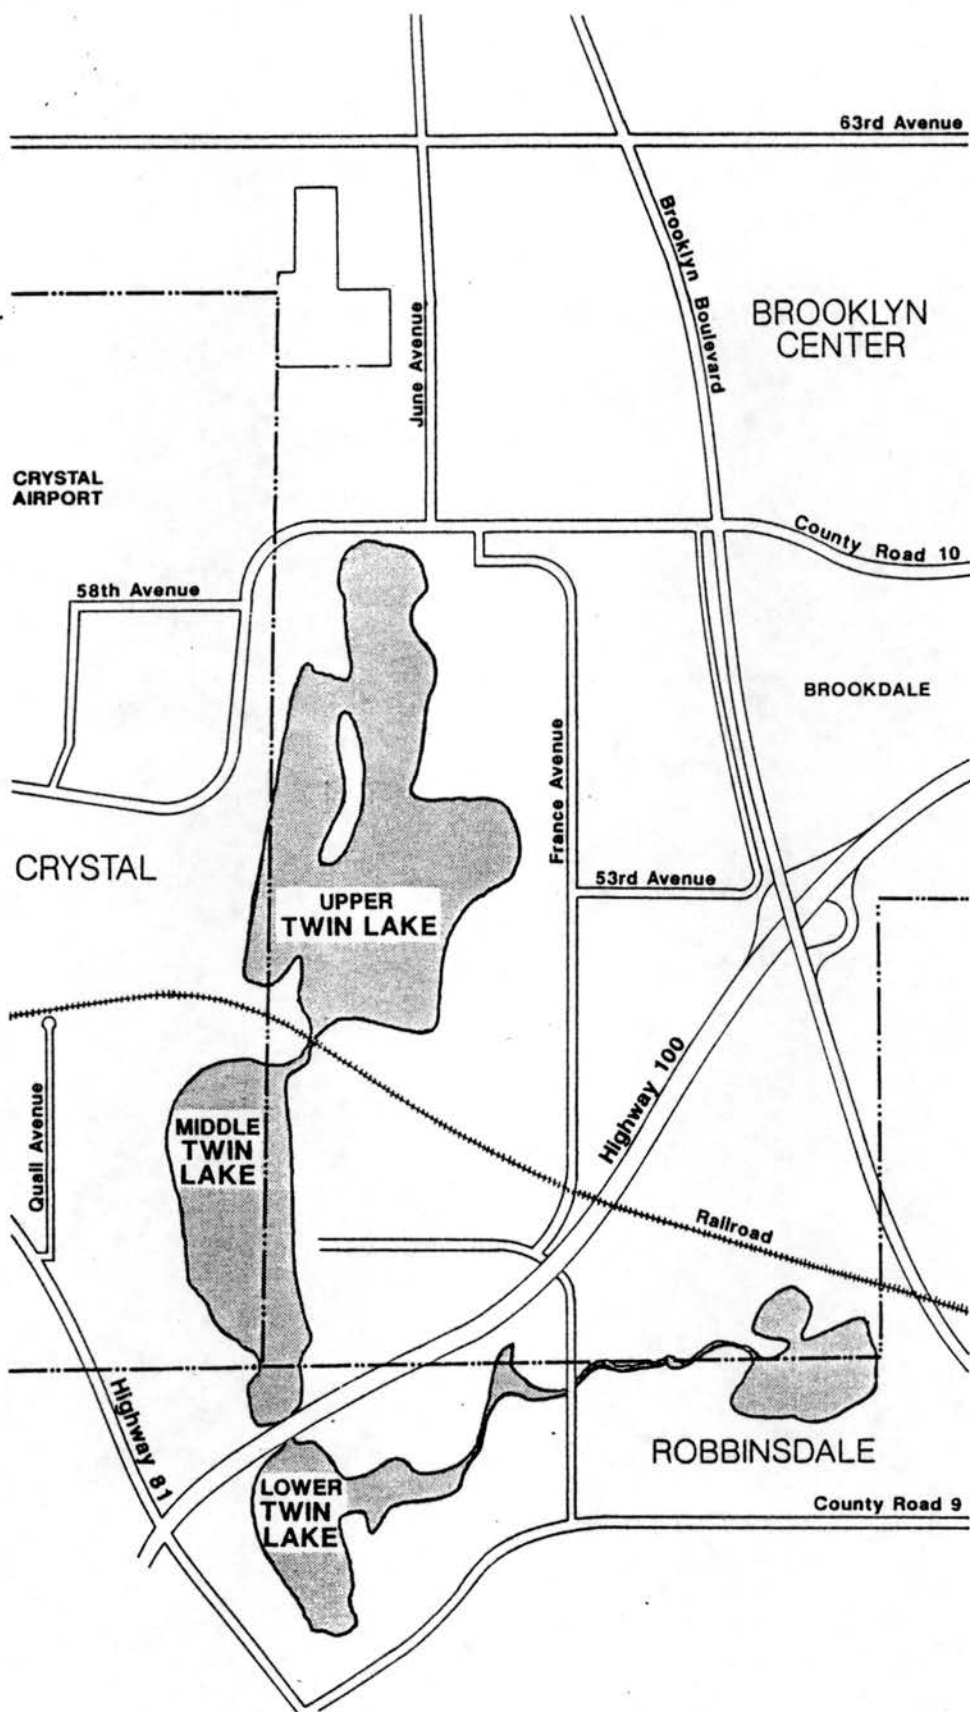 63rd Avenue
Brooklyn Boulevard
BROOKLYN
CENTER
June Avenue
CRYSTAL
AIRPORT
County Road 10
58th Avenue
BROOKDALE
France Avenue
CRYSTAL
53rd Avenue
UPPER
TWIN LAKE
Highway 100
Quail Avenue
MIDDLE
TWIN
LAKE
Railroad
Highway 81
ROBBINSDALE
LOWER
TWIN
LAKE
County Road 9